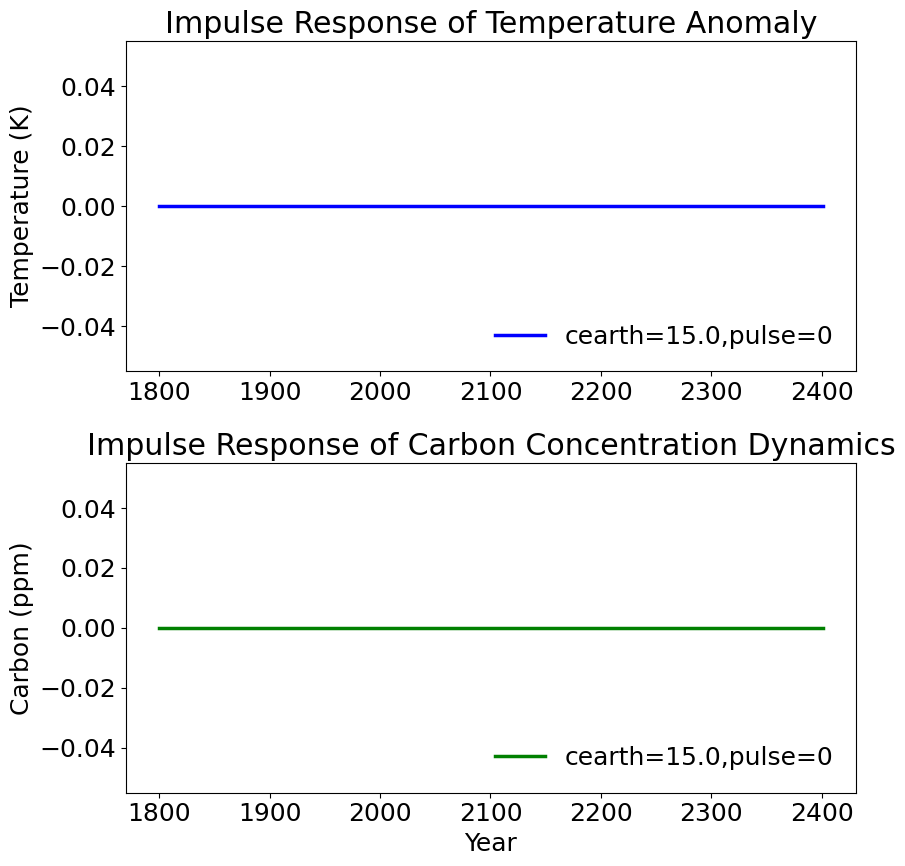 Impulse Response of Temperature Anomaly
Temperature (K)
0.04
0.02
0.00
−0.02
−0.04
cearth=15.0,pulse=0
1800 1900 2000 2100 2200 2300 2400
Impulse Response of Carbon Concentration Dynamics
Carbon (ppm)
0.04
0.02
0.00
−0.02
−0.04
cearth=15.0,pulse=0
1800 1900 2000 2100 2200 2300 2400
Year